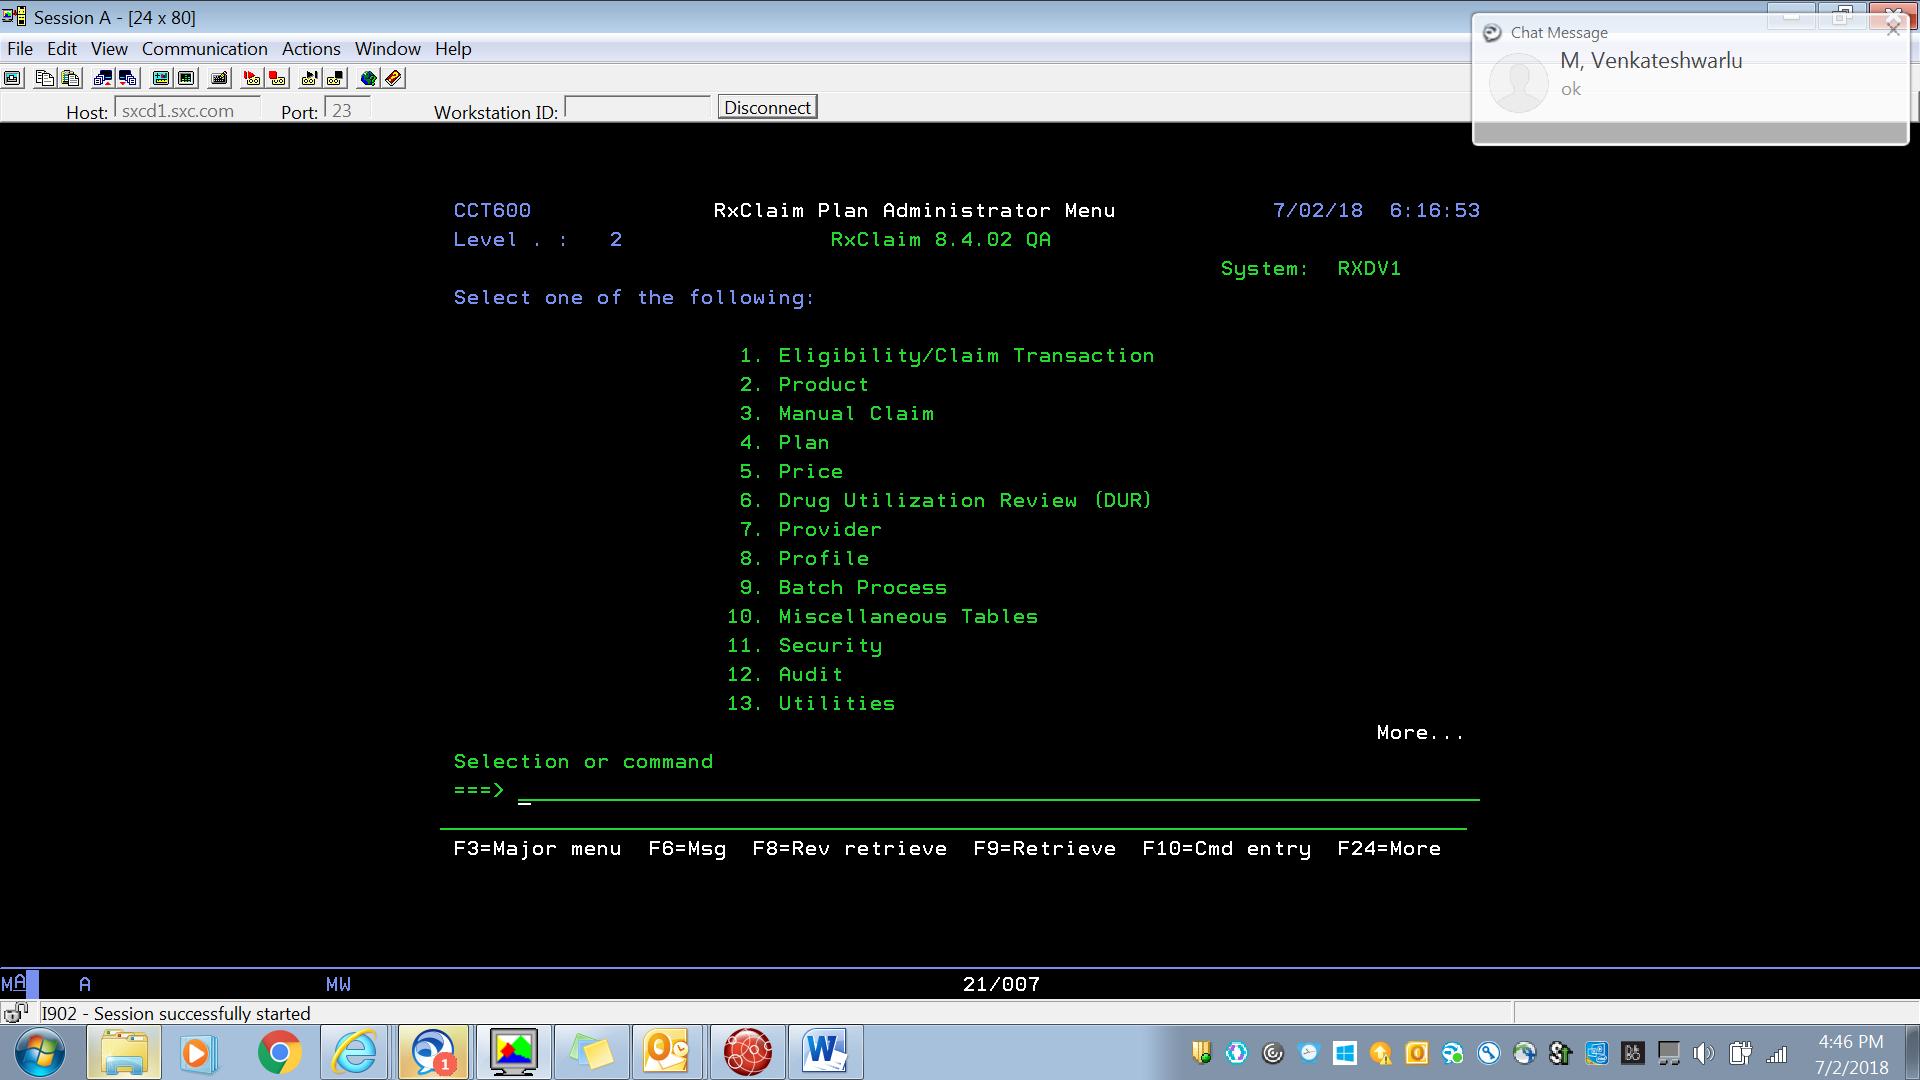 Session A - [24 x 80]
File Edit View Communication Actions Window Help
Chat Message
M, Venkateshwarlu
ok
Host: sxcd1.sxc.com Port: 23 Workstation ID: Disconnect
CCT600 RxClaim Plan Administrator Menu 7/02/18 6:16:53
Level . : 2 RxClaim 8.4.02 QA
System: RXDV1
Select one of the following:
1. Eligibility/Claim Transaction
2. Product
3. Manual Claim
4. Plan
5. Price
6. Drug Utilization Review (DUR)
7. Provider
8. Profile
9. Batch Process
10. Miscellaneous Tables
11. Security
12. Audit
13. Utilities
More...
Selection or command
===>
F3=Major menu F6=Msg F8=Rev retrieve F9=Retrieve F10=Cmd entry F24=More
MA A MW 21/007
I902 - Session successfully started
1
4:46 PM
7/2/2018